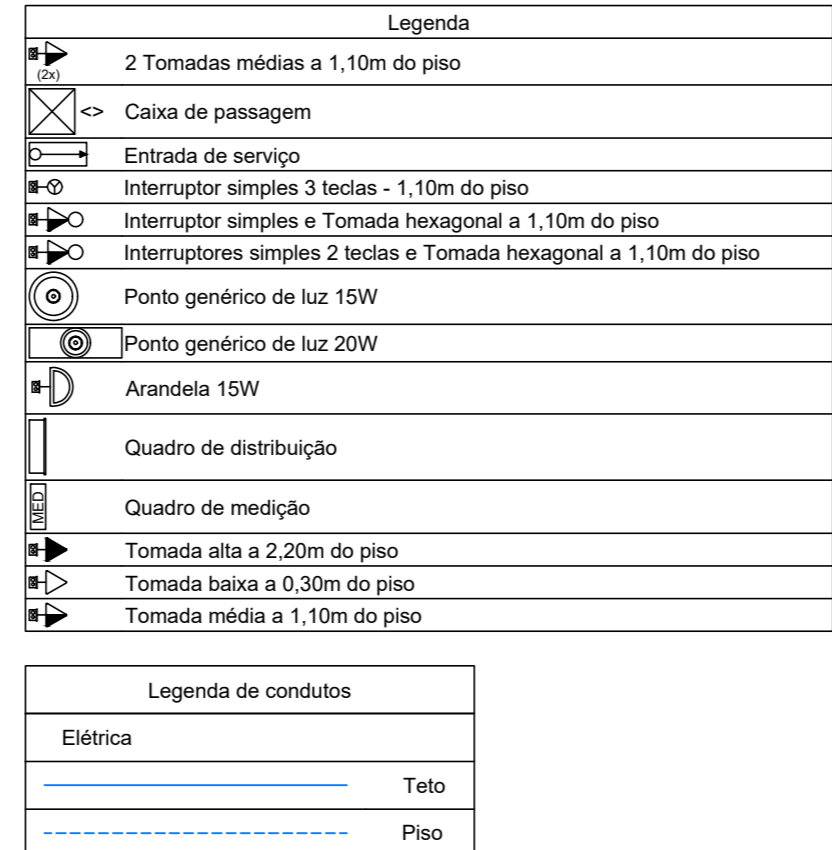 Legenda
(2x) 2 Tomadas médias a 1,10m do piso
<> Caixa de passagem
Entrada de serviço
Interruptor simples 3 teclas - 1,10m do piso
Interruptor simples e Tomada hexagonal a 1,10m do piso
Interruptores simples 2 teclas e Tomada hexagonal a 1,10m do piso
Ponto genérico de luz 15W
Ponto genérico de luz 20W
Arandela 15W
Quadro de distribuição
MED Quadro de medição
Tomada alta a 2,20m do piso
Tomada baixa a 0,30m do piso
Tomada média a 1,10m do piso
Legenda de condutos
Elétrica
Teto
Piso